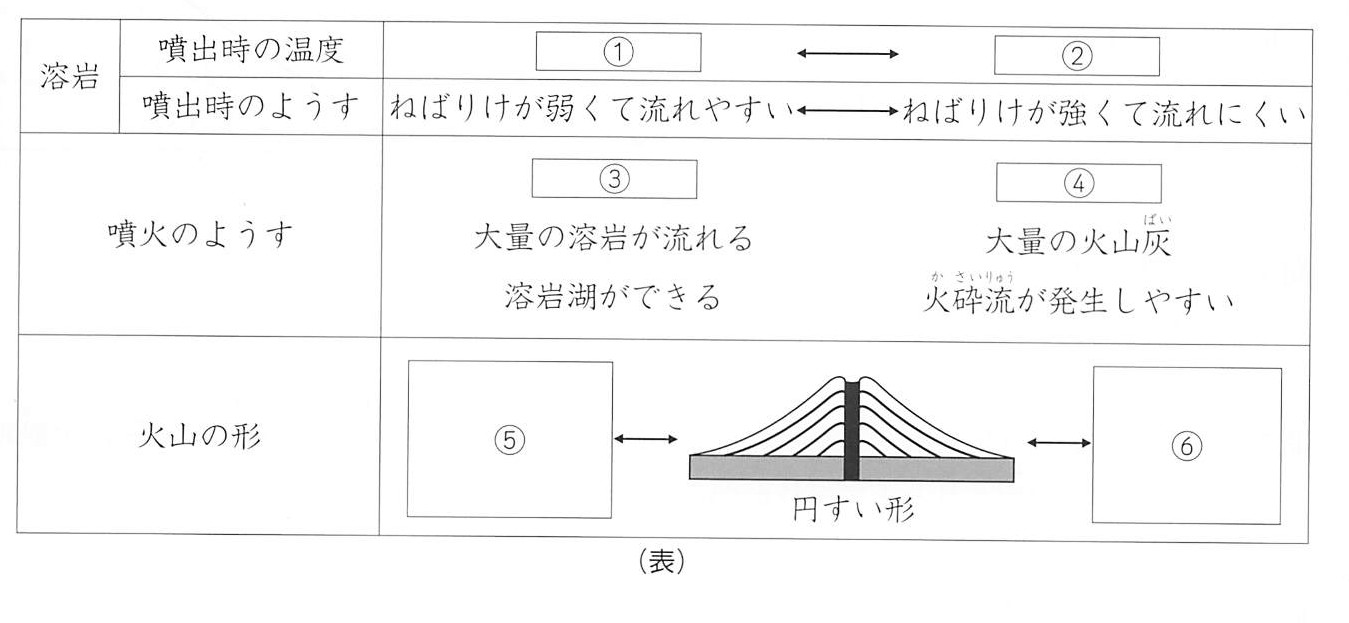 溶岩
噴出時の温度
①
②
噴出時のようす
ねばりけが弱くて流れやすい
ねばりけが強くて流れにくい
噴火のようす
③
大量の溶岩が流れる
溶岩湖ができる
④
ばい
大量の火山灰
かさいりゅう
火砕流が発生しやすい
火山の形
⑤
円すい形
⑥
(表)